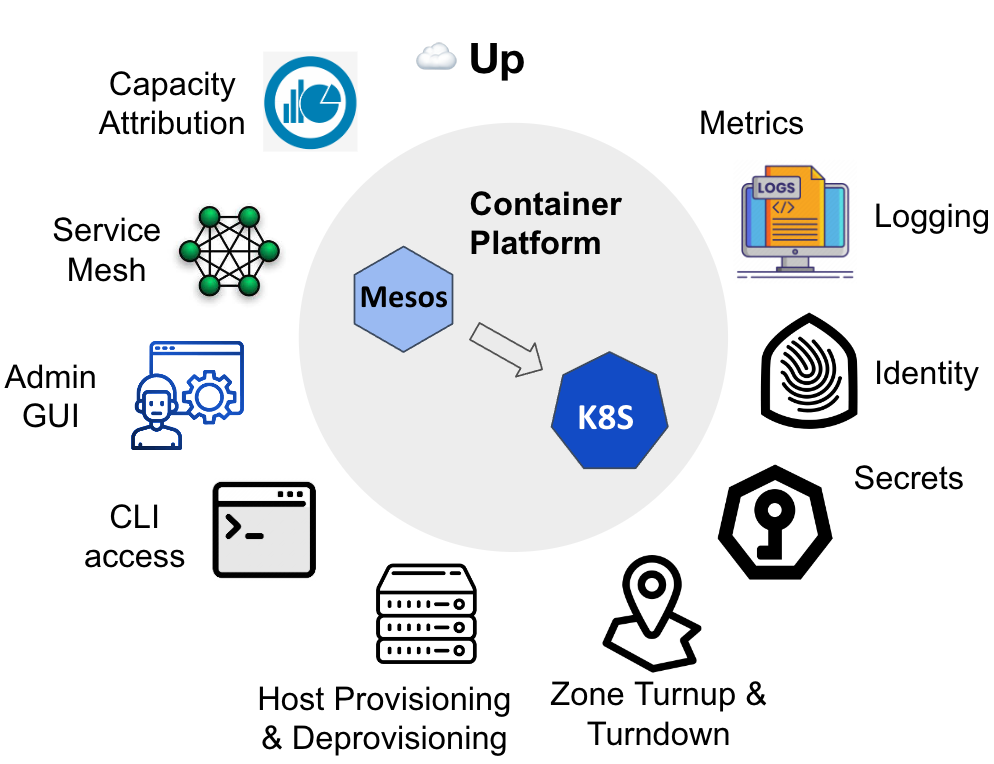 Up
Capacity
Attribution
Metrics
LOGS
</>
Logging
Container
Platform
Service
Mesh
Mesos
Admin
GUI
K8S
Identity
Secrets
CLI
access
>_
Host Provisioning
& Deprovisioning
Zone Turnup &
Turndown